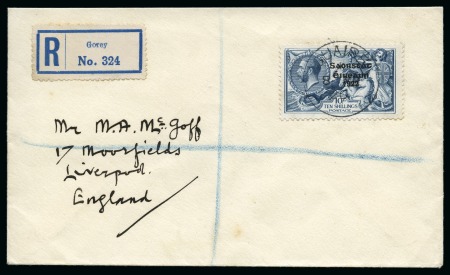 R
Gorey
No. 324
Saorstát
Éireann
1922
TEN SHILLINGS
Mr M.A. McGoff
17 Moorfields
Liverpool.
England